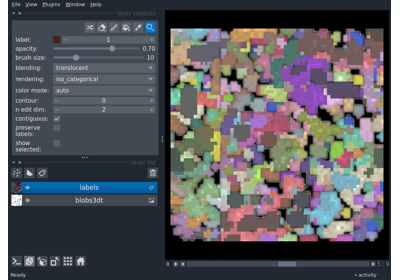 File View Plugins Window Help
layer controls
label: 1
opacity: 0.70
brush size: 10
blending: translucent
rendering: iso_categorical
color mode: auto
contour: 0
n edit dim: 2
contiguous:
preserve
labels:
show
selected:
layer list
labels
blobs3dt
Ready
activity